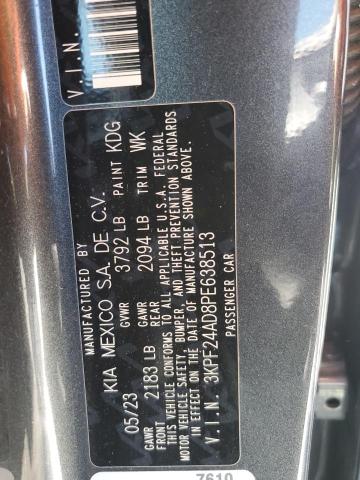 V.I.N.
MANUFACTURED BY
KIA MEXICO S.A. DE C.V.
05/23 GVWR 3792 LB PAINT KDG
GAWR FRONT 2183 LB GAWR REAR 2094 LB TRIM WK
THIS VEHICLE CONFORMS TO ALL APPLICABLE U.S.A. FEDERAL
MOTOR VEHICLE SAFETY, BUMPER, AND THEFT PREVENTION STANDARDS
IN EFFECT ON THE DATE OF MANUFACTURE SHOWN ABOVE.
V.I.N. 3KPF24AD8PE638513
PASSENGER CAR
7610